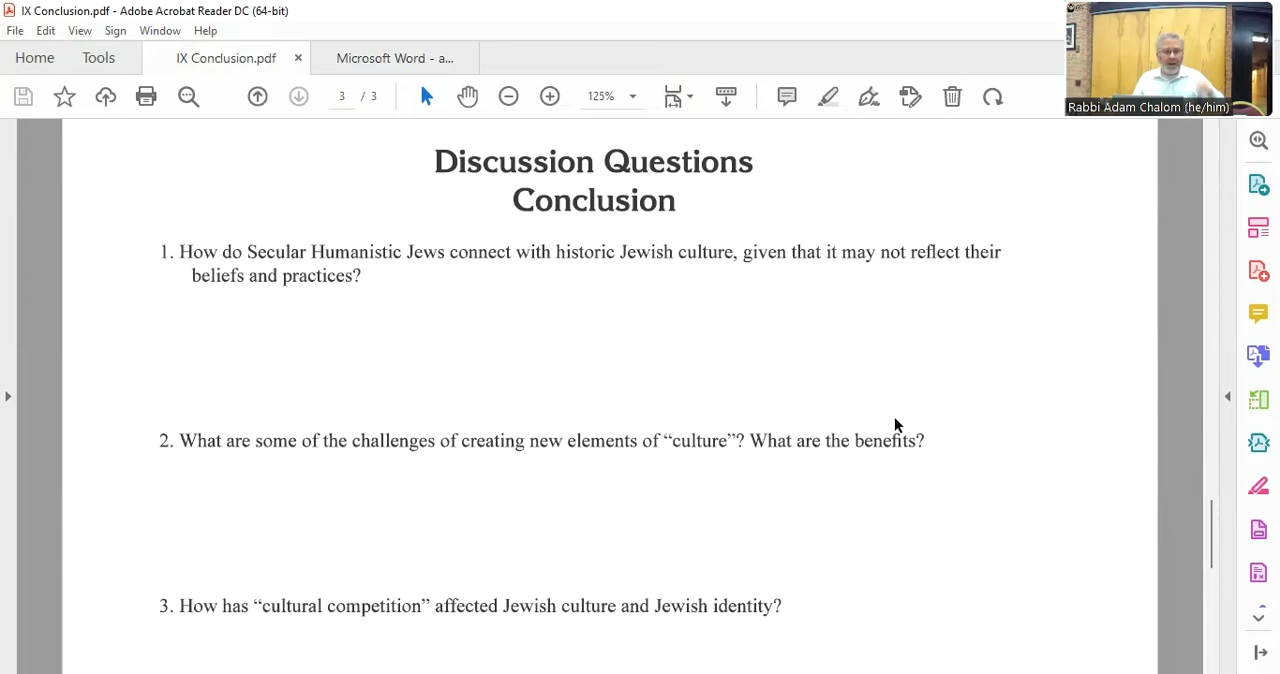 IX Conclusion.pdf - Adobe Acrobat Reader DC (64-bit)
File Edit View Sign Window Help
Home Tools IX Conclusion.pdf × Microsoft Word - a...
3 / 3 125%
Rabbi Adam Chalom (he/him)
Discussion Questions
Conclusion
1. How do Secular Humanistic Jews connect with historic Jewish culture, given that it may not reflect their
beliefs and practices?
2. What are some of the challenges of creating new elements of “culture”? What are the benefits?
3. How has “cultural competition” affected Jewish culture and Jewish identity?